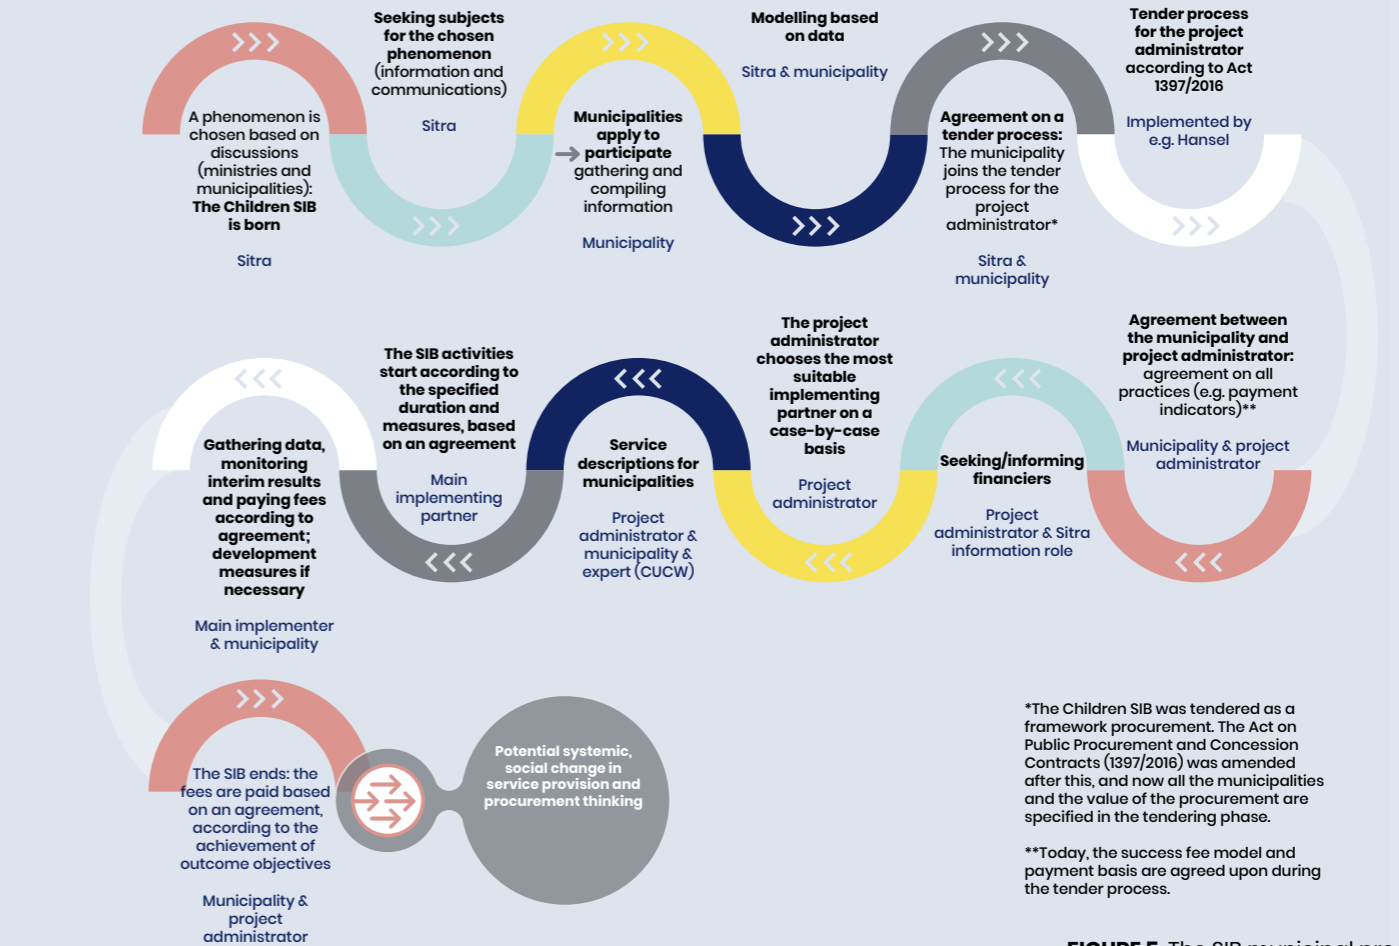 A phenomenon is
chosen based on
discussions
(ministries and
municipalities):
The Children SIB
is born
Sitra
Seeking subjects
for the chosen
phenomenon
(information and
communications)
Sitra
Municipalities
apply to
participate
gathering and
compiling
information
Municipality
Modelling based
on data
Sitra & municipality
Agreement on a
tender process:
The municipality
joins the tender
process for the
project
administrator*
Sitra &
municipality
Tender process
for the project
administrator
according to Act
1397/2016
Implemented by
e.g. Hansel
Agreement between
the municipality and
project administrator:
agreement on all
practices (e.g. payment
indicators)**
Municipality & project
administrator
Seeking/informing
financiers
Project
administrator & Sitra
information role
The project
administrator
chooses the most
suitable
implementing
partner on a
case-by-case
basis
Project
administrator
Service
descriptions for
municipalities
Project
administrator &
municipality &
expert (CUCW)
The SIB activities
start according to
the specified
duration and
measures, based
on an agreement
Main
implementing
partner
Gathering data,
monitoring
interim results
and paying fees
according to
agreement;
development
measures if
necessary
Main implementer
& municipality
The SIB ends: the
fees are paid based
on an agreement,
according to the
achievement of
outcome objectives
Municipality &
project
administrator
Potential systemic,
social change in
service provision and
procurement thinking
*The Children SIB was tendered as a
framework procurement. The Act on
Public Procurement and Concession
Contracts (1397/2016) was amended
after this, and now all the municipalities
and the value of the procurement are
specified in the tendering phase.
**Today, the success fee model and
payment basis are agreed upon during
the tender process.
FIGURE 5. The SIB municipal